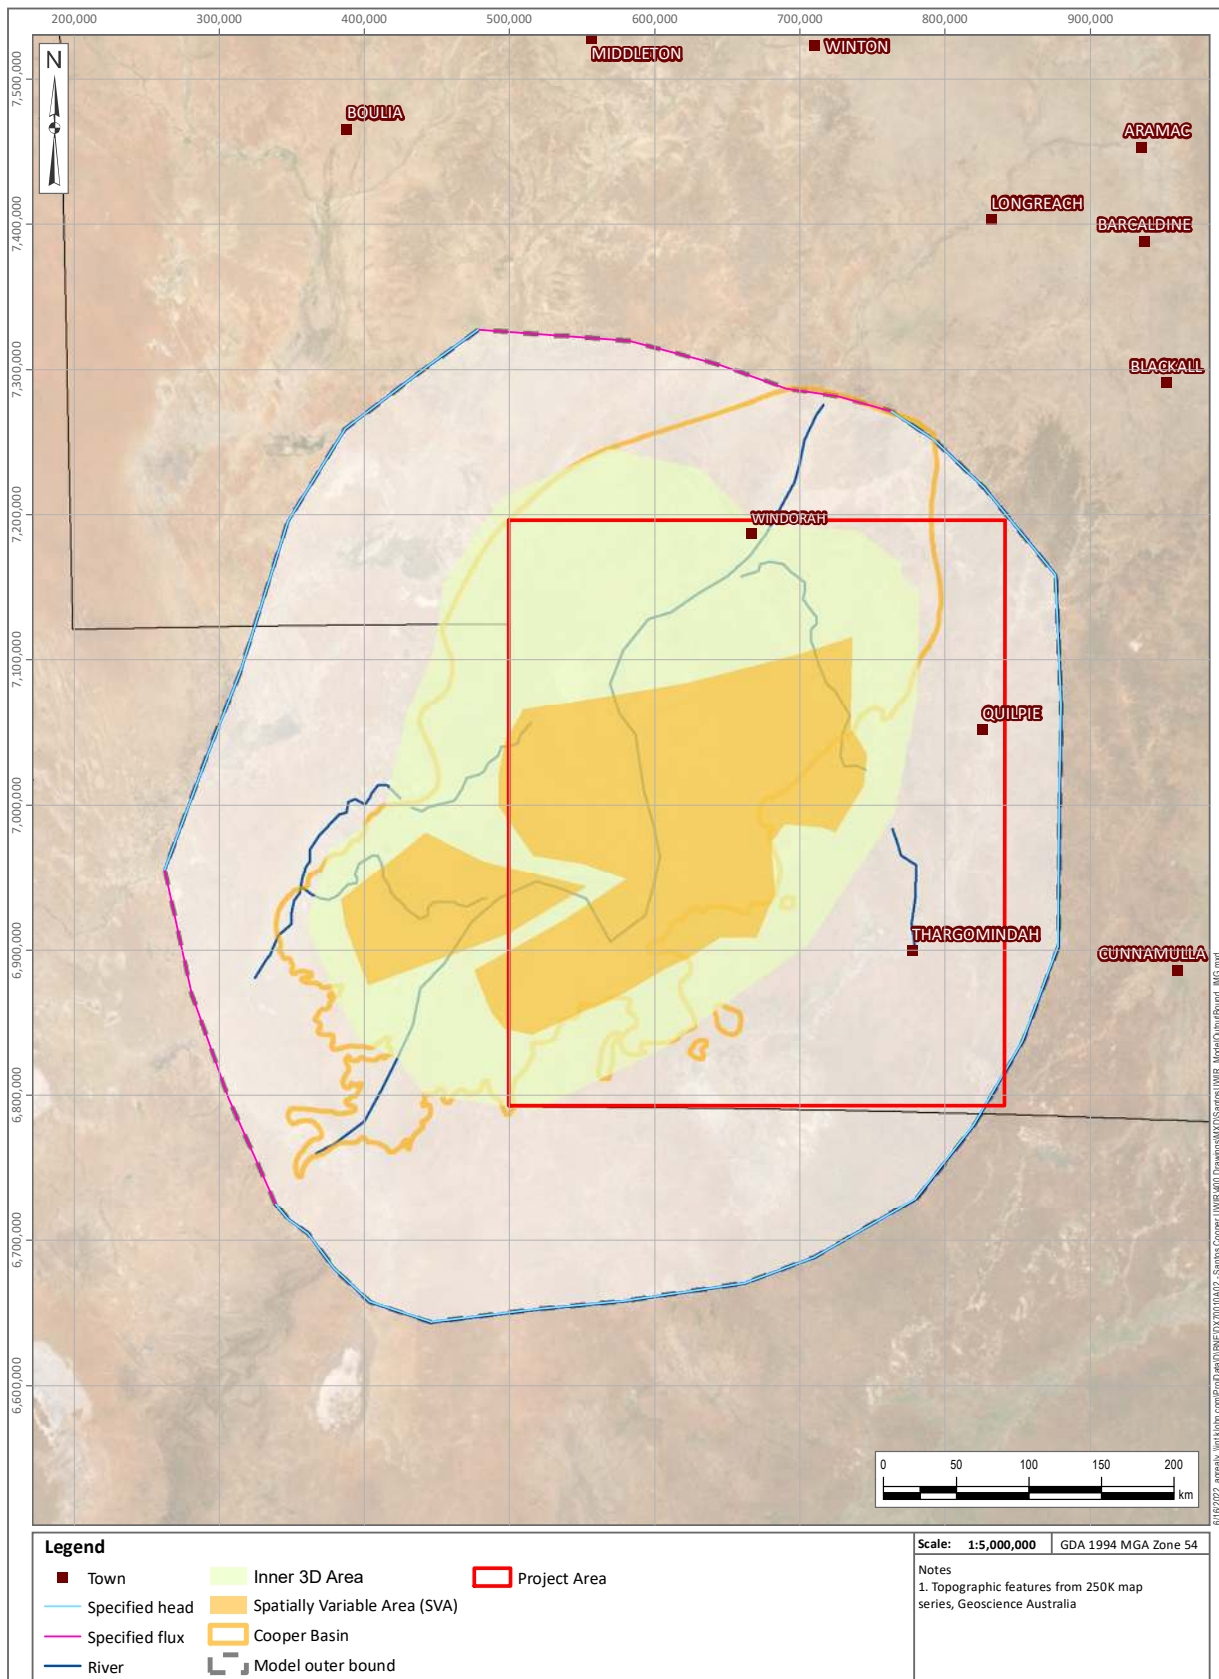 200,000 300,000 400,000 500,000 600,000 700,000 800,000 900,000
7,500,000
7,400,000
7,300,000
7,200,000
7,100,000
7,000,000
6,900,000
6,800,000
6,700,000
6,600,000
N
MIDDLETON
WINTON
BOULIA
ARAMAC
LONGREACH
BARCALDINE
BLACKALL
WINDORAH
QUILPIE
THARGOMINDAH
CUNNAMULLA
0 50 100 150 200
km
Legend
Town
Specified head
Specified flux
River
Inner 3D Area
Spatially Variable Area (SVA)
Cooper Basin
Model outer bound
Project Area
Scale: 1:5,000,000
GDA 1994 MGA Zone 54
Notes
1. Topographic features from 250K map
series, Geoscience Australia